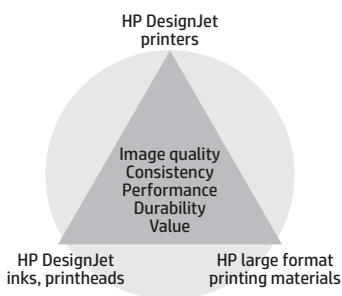 HP DesignJet
printers
Image quality
Consistency
Performance
Durability
Value
HP DesignJet
inks, printheads
HP large format
printing materials